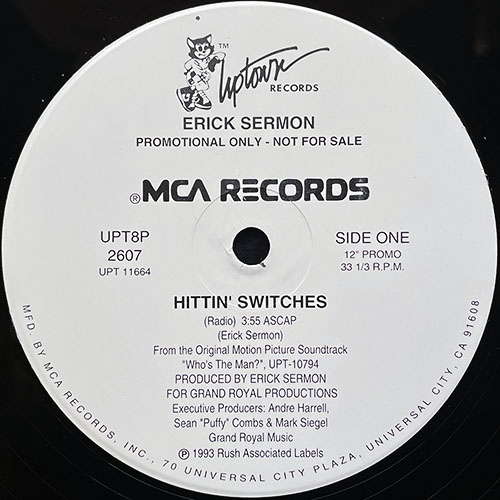 TM
Uptown
RECORDS
ERICK SERMON
PROMOTIONAL ONLY - NOT FOR SALE
® MCA RECORDS
UPT8P
2607
UPT 11664
SIDE ONE
12" PROMO
33 1/3 R.P.M.
HITTIN' SWITCHES
(Radio) 3:55 ASCAP
(Erick Sermon)
From the Original Motion Picture Soundtrack
"Who's The Man?", UPT-10794
PRODUCED BY ERICK SERMON
FOR GRAND ROYAL PRODUCTIONS
Executive Producers: Andre Harrell,
Sean "Puffy" Combs & Mark Siegel
Grand Royal Music
℗ 1993 Rush Associated Labels
MFD. BY MCA RECORDS, INC., 70 UNIVERSAL CITY PLAZA, UNIVERSAL CITY, CA 91608